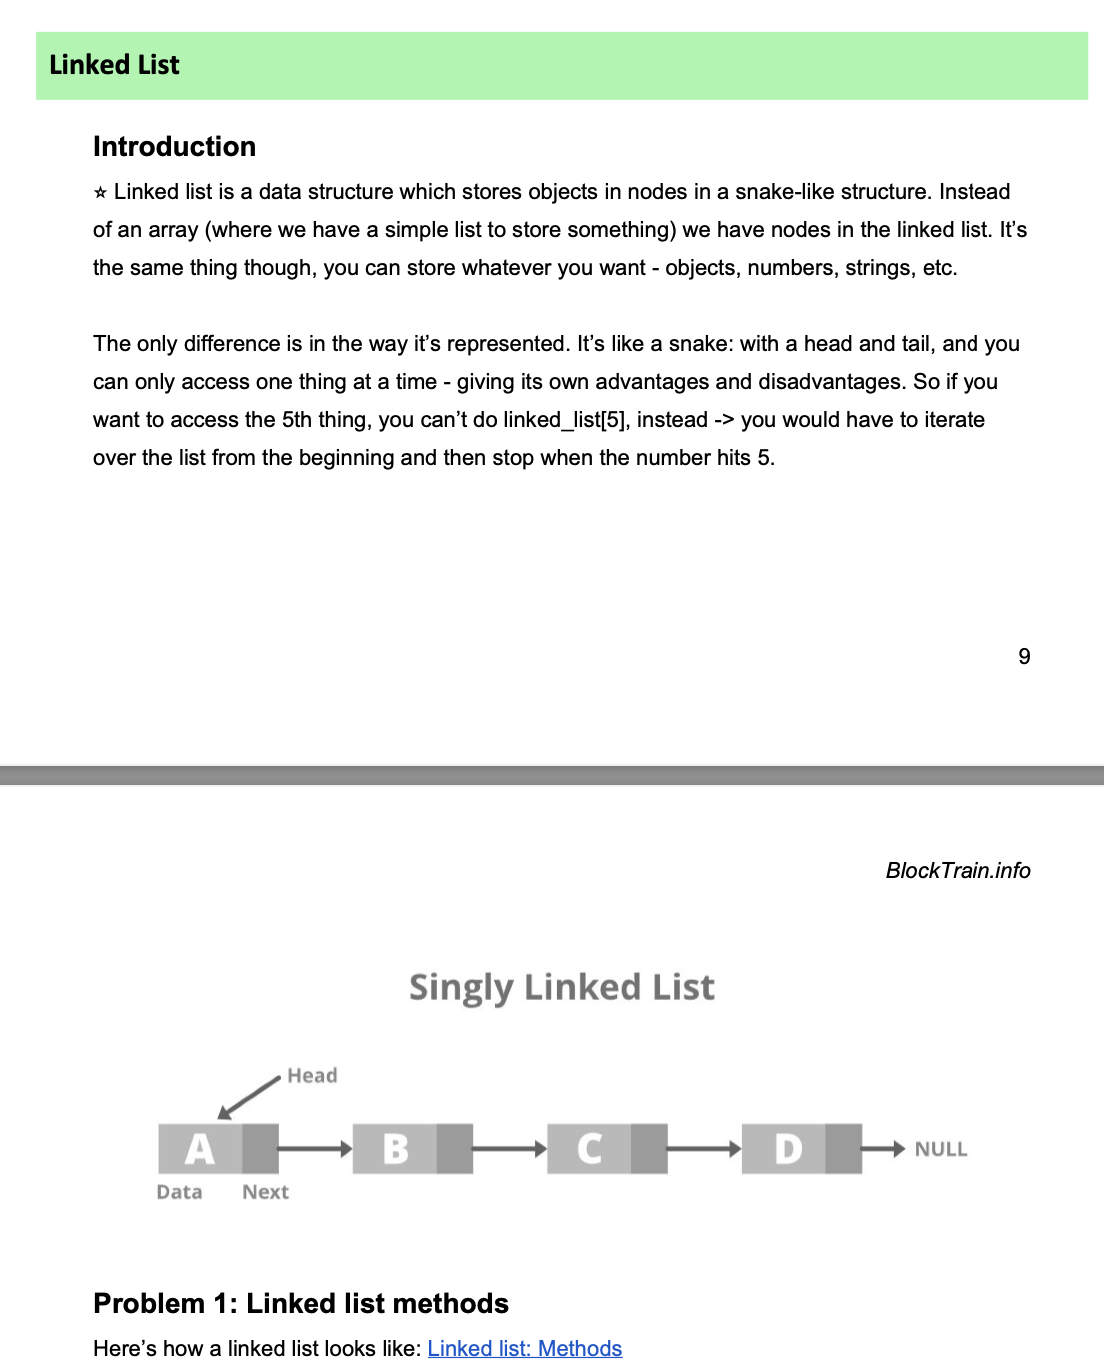 Linked List
Introduction
☆ Linked list is a data structure which stores objects in nodes in a snake-like structure. Instead
of an array (where we have a simple list to store something) we have nodes in the linked list. It’s
the same thing though, you can store whatever you want - objects, numbers, strings, etc.
The only difference is in the way it’s represented. It’s like a snake: with a head and tail, and you
can only access one thing at a time - giving its own advantages and disadvantages. So if you
want to access the 5th thing, you can’t do linked_list[5], instead -> you would have to iterate
over the list from the beginning and then stop when the number hits 5.
9
BlockTrain.info
Singly Linked List
Head
A B C D NULL
Data Next
Problem 1: Linked list methods
Here’s how a linked list looks like: Linked list: Methods